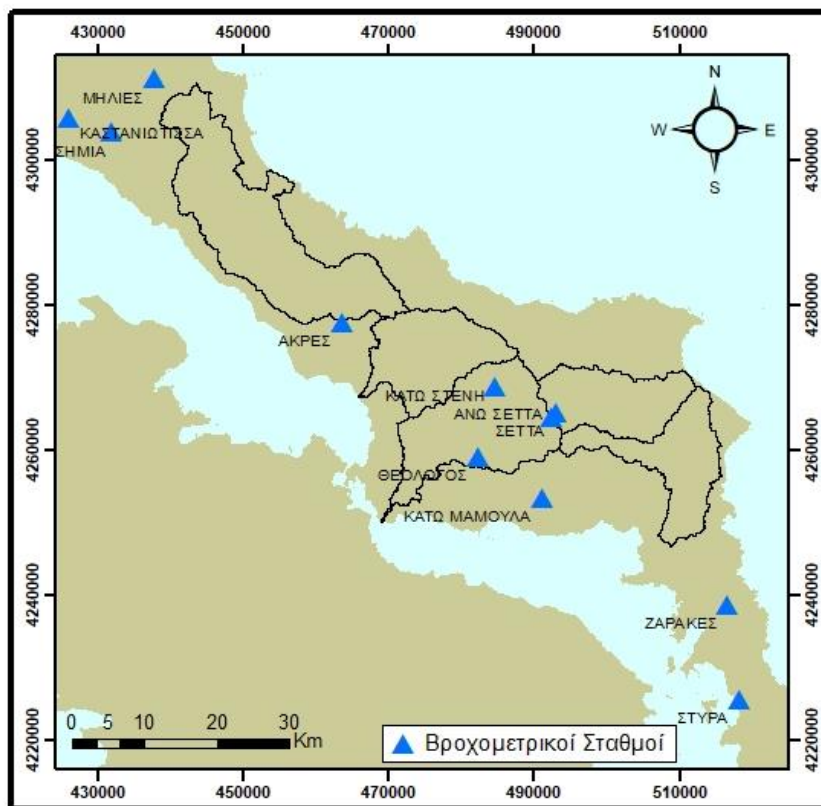 430000 450000 470000 490000 510000
N
W E
S
ΜΗΛΙΕΣ
ΚΑΣΤΑΝΙΩΤΙΣΣΑ
ΣΗΜΙΑ
4300000 4300000
4280000 4280000
ΑΚΡΕΣ
ΚΑΤΩ ΣΤΕΝΗ
ΑΝΩ ΣΕΤΤΑ
ΣΕΤΤΑ
4260000 4260000
ΘΕΟΛΟΓΟΣ
ΚΑΤΩ ΜΑΜΟΥΛΑ
4240000 4240000
ΖΑΡΑΚΕΣ
ΣΤΥΡΑ
0 5 10 20 30
Km
Βροχομετρικοί Σταθμοί
4220000 4220000
430000 450000 470000 490000 510000